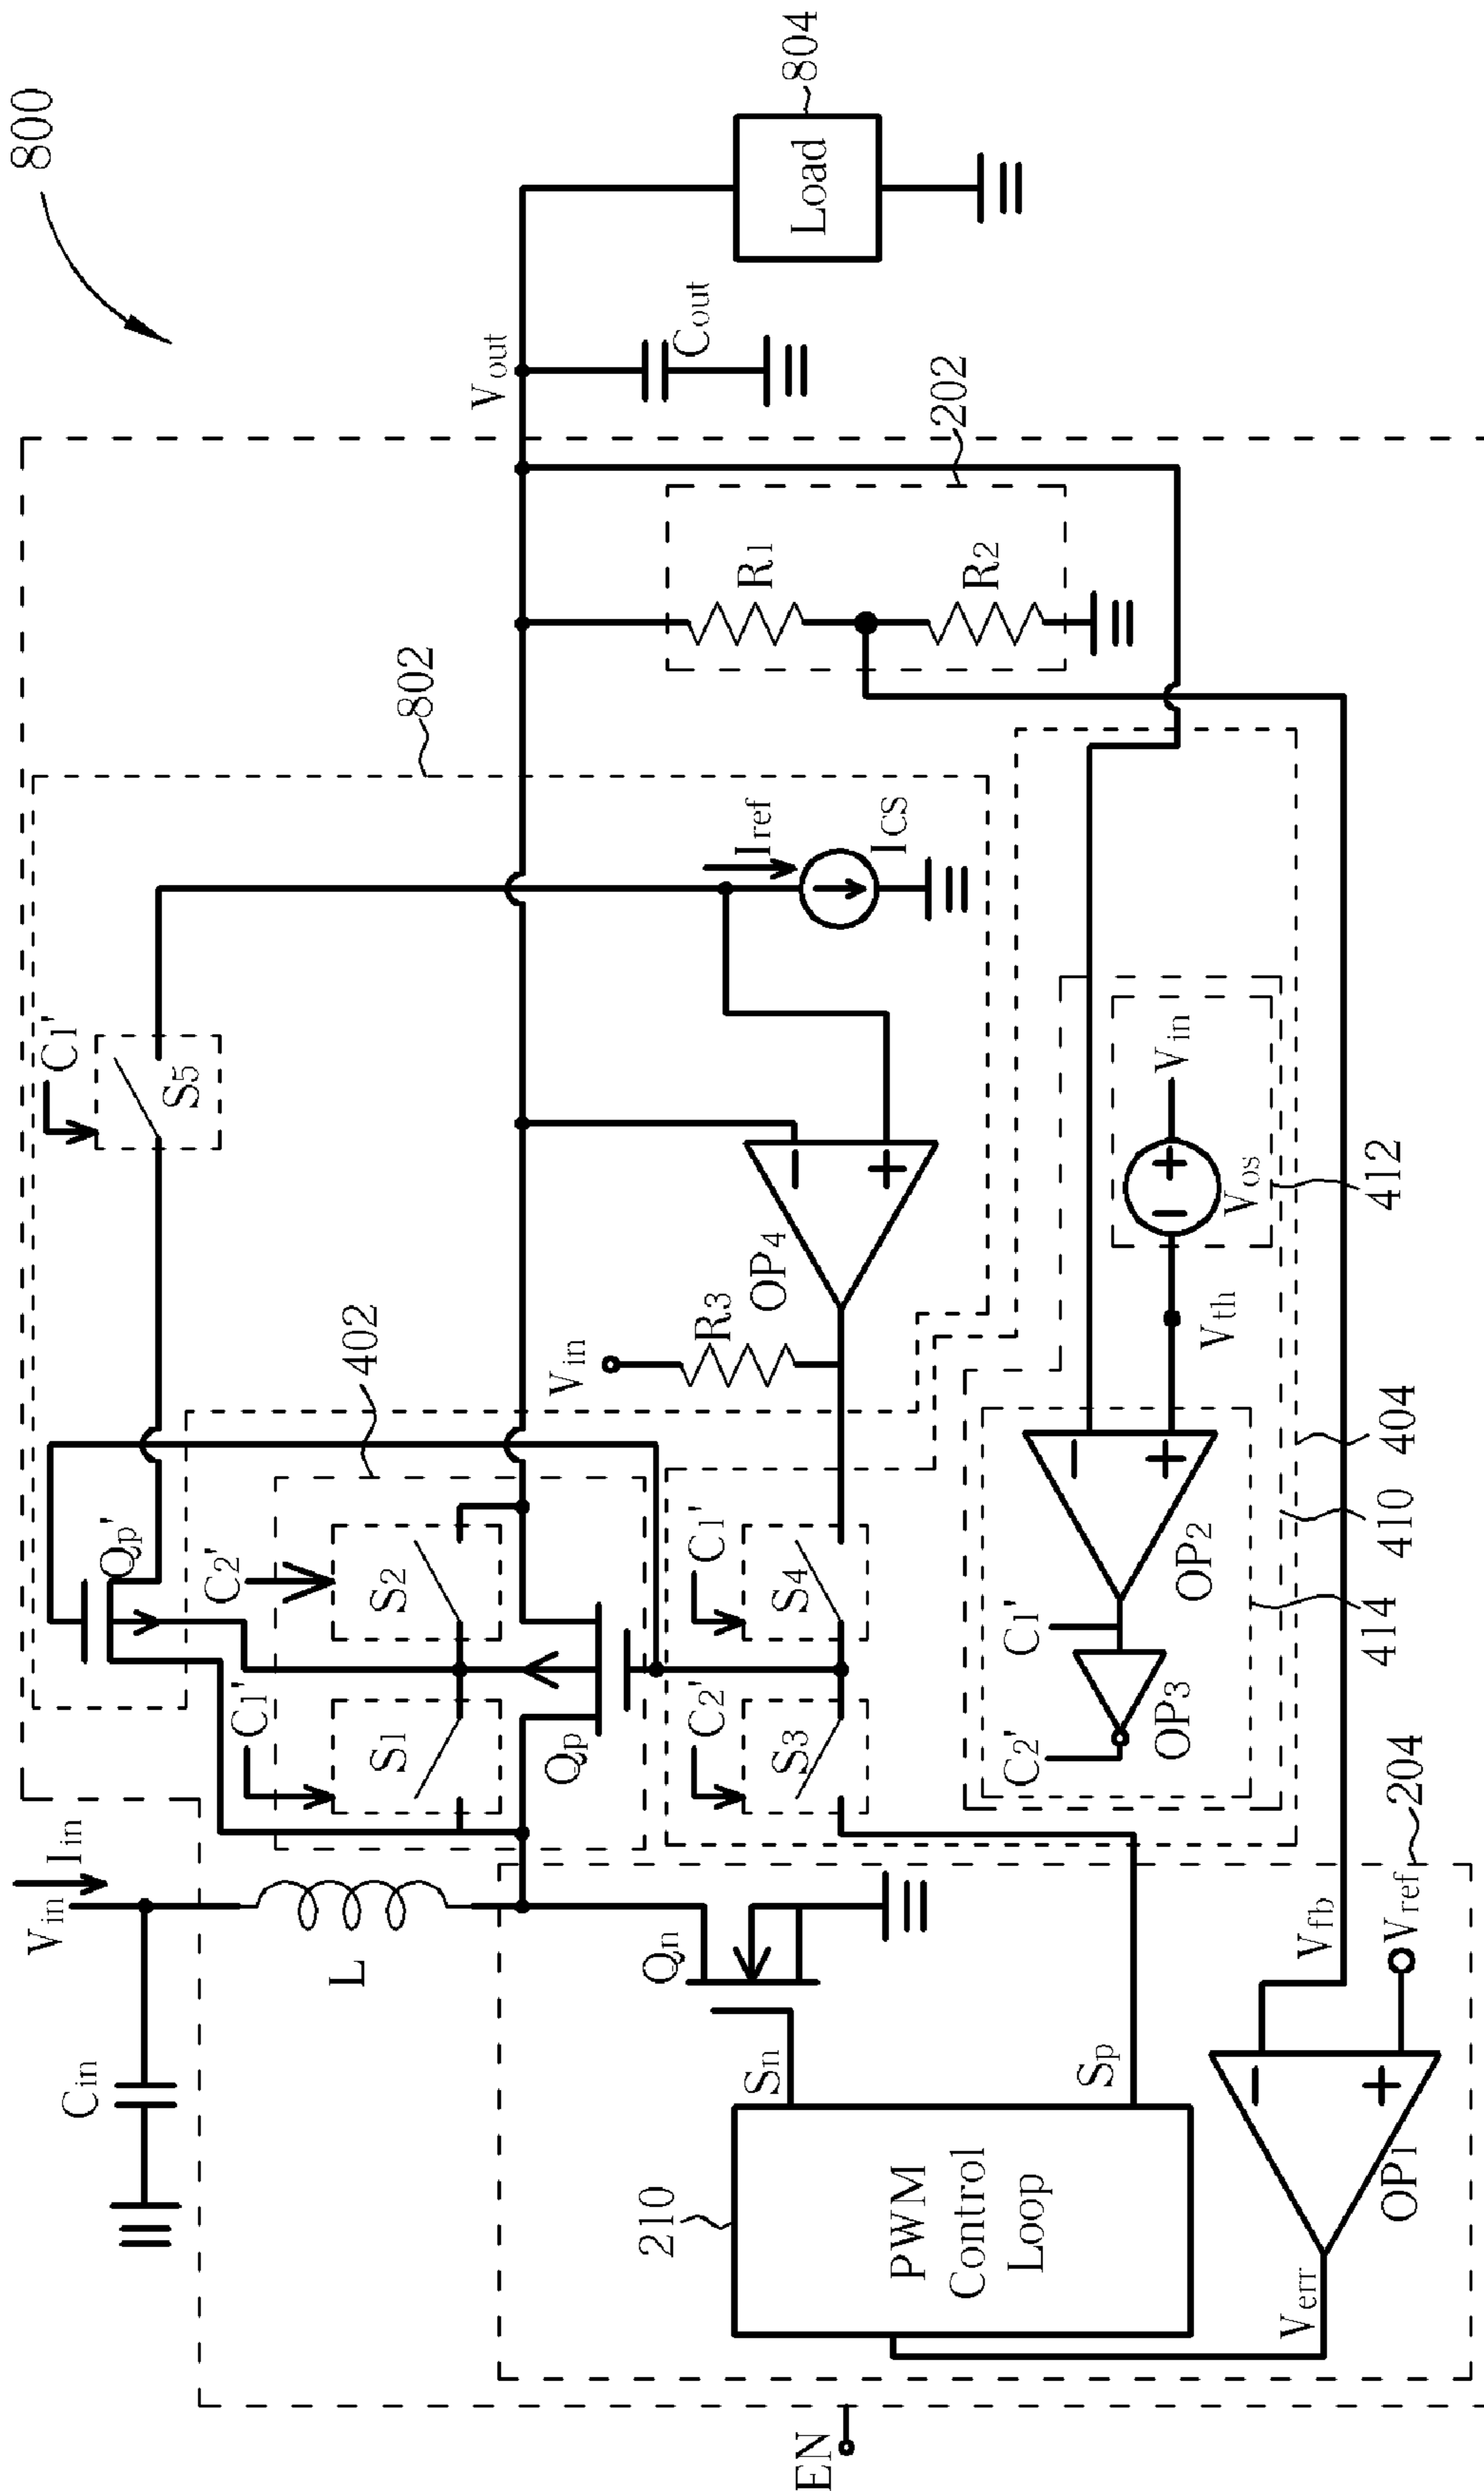 800
804
Load
Vout
Cout
202
R1
R2
802
Iref
ICS
C1'
S5
OP4
R3
Vin
Vin
Vos
412
Vth
402
Qp'
C2'
S2
C1'
S4
OP2
C1'
414
410
404
C1'
S1
Qp
C2'
S3
C2'
OP3
Vin
Iin
Cin
L
Qn
Sn
Sp
204
Vfb
Vref
210
PWM
Control
Loop
OP1
Verr
EN